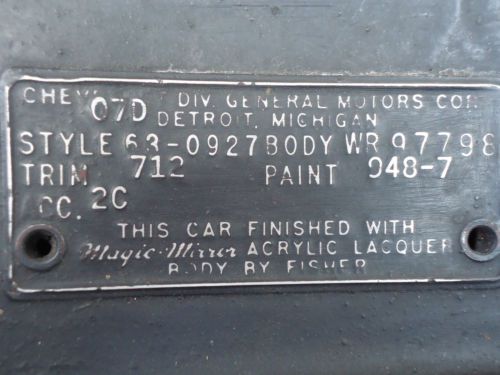 CHEV T DIV. GENERAL MOTORS COR
07D DETROIT, MICHIGAN
STYLE 63-0927 BODY WR 97798
TRIM 712 PAINT 948-7
CC. 2C
THIS CAR FINISHED WITH
Magic-Mirror ACRYLIC LACQUER
BODY BY FISHER